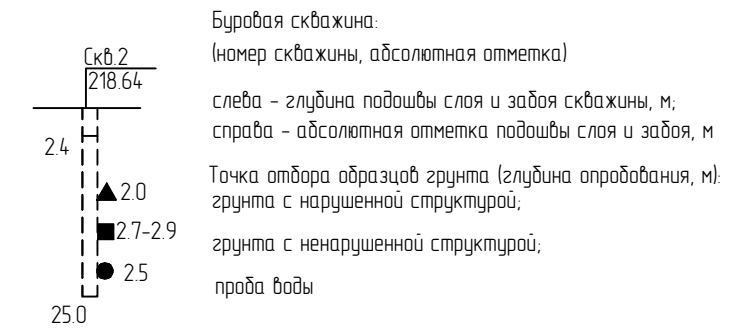 Буровая скважина:
Скв.2
(номер скважины, абсолютная отметка)
218.64
слева – глубина подошвы слоя и забоя скважины, м;
справа – абсолютная отметка подошвы слоя и забоя, м
2.4
Точка отбора образцов грунта (глубина опробования, м):
2.0
грунта с нарушенной структурой;
2.7-2.9
грунта с ненарушенной структурой;
2.5
проба воды
25.0